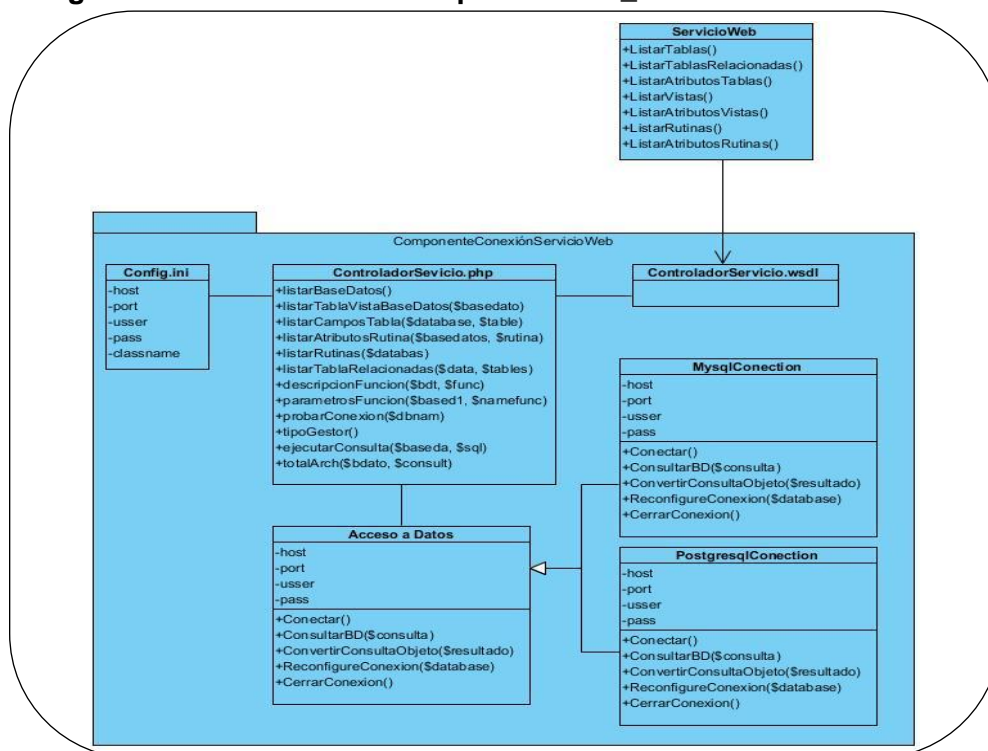 ServicioWeb
+ListarTablas()
+ListarTablasRelacionadas()
+ListarAtributosTablas()
+ListarVistas()
+ListarAtributosVistas()
+ListarRutinas()
+ListarAtributosRutinas()
ComponenteConexiónServicioWeb
Config.ini
-host
-port
-usser
-pass
-classname
ControladorSevicio.php
+listarBaseDatos()
+listarTablaVistaBaseDatos($basedato)
+listarCamposTabla($database, $table)
+listarAtributosRutina($basedatos, $rutina)
+listarRutinas($databas)
+listarTablaRelacionadas($data, $tables)
+descripcionFuncion($bdt, $func)
+parametrosFuncion($based1, $namefunc)
+probarConexion($dbnam)
+tipoGestor()
+ejecutarConsulta($baseda, $sql)
+totalArch($bdato, $consult)
ControladorServicio.wsdl
MysqlConection
-host
-port
-usser
-pass
+Conectar()
+ConsultarBD($consulta)
+ConvertirConsultaObjeto($resultado)
+ReconfigureConexion($database)
+CerrarConexion()
Acceso a Datos
-host
-port
-usser
-pass
+Conectar()
+ConsultarBD($consulta)
+ConvertirConsultaObjeto($resultado)
+ReconfigureConexion($database)
+CerrarConexion()
PostgresqlConection
-host
-port
-usser
-pass
+Conectar()
+ConsultarBD($consulta)
+ConvertirConsultaObjeto($resultado)
+ReconfigureConexion($database)
+CerrarConexion()